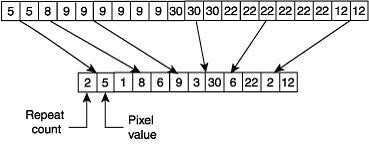 5 5 8 9 9 9 9 9 9 30 30 30 22 22 22 22 22 22 12 12
2 5 1 8 6 9 3 30 6 22 2 12
Repeat count
Pixel value